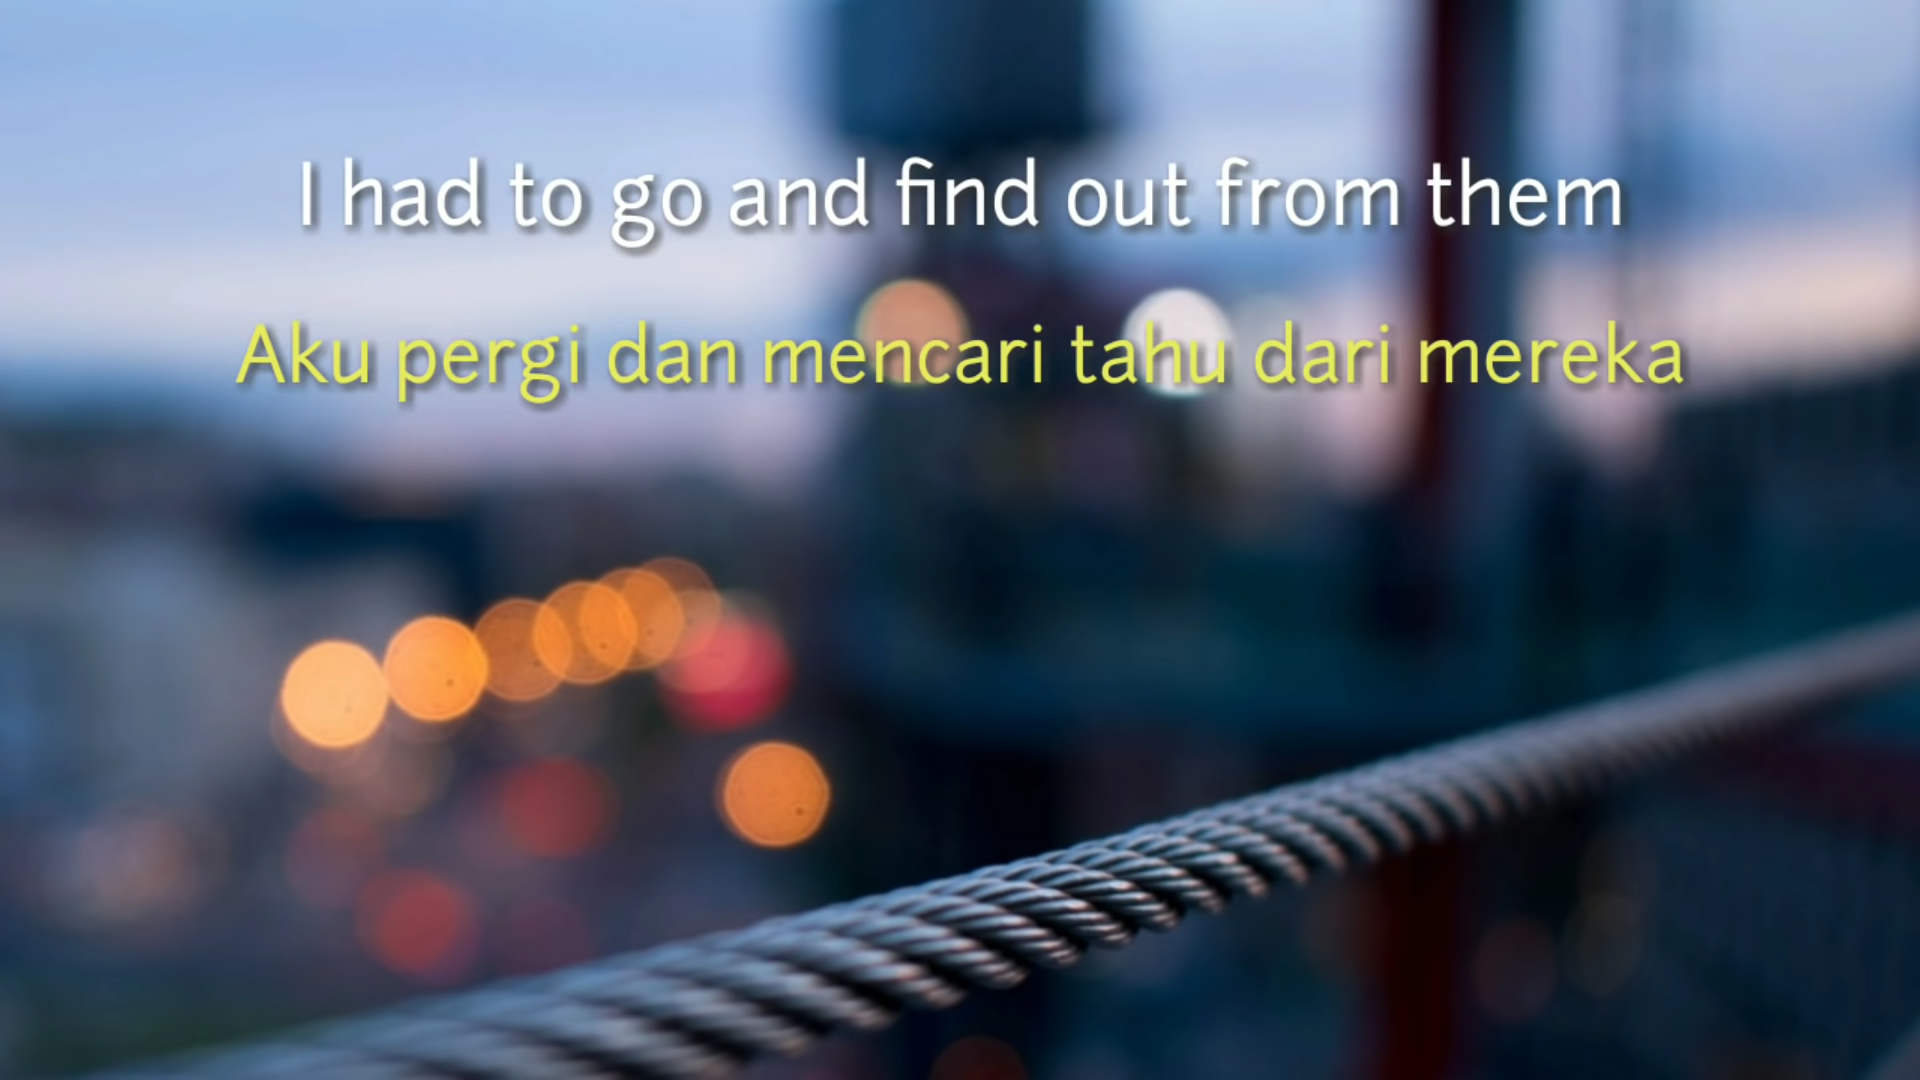 I had to go and find out from them
Aku pergi dan mencari tahu dari mereka